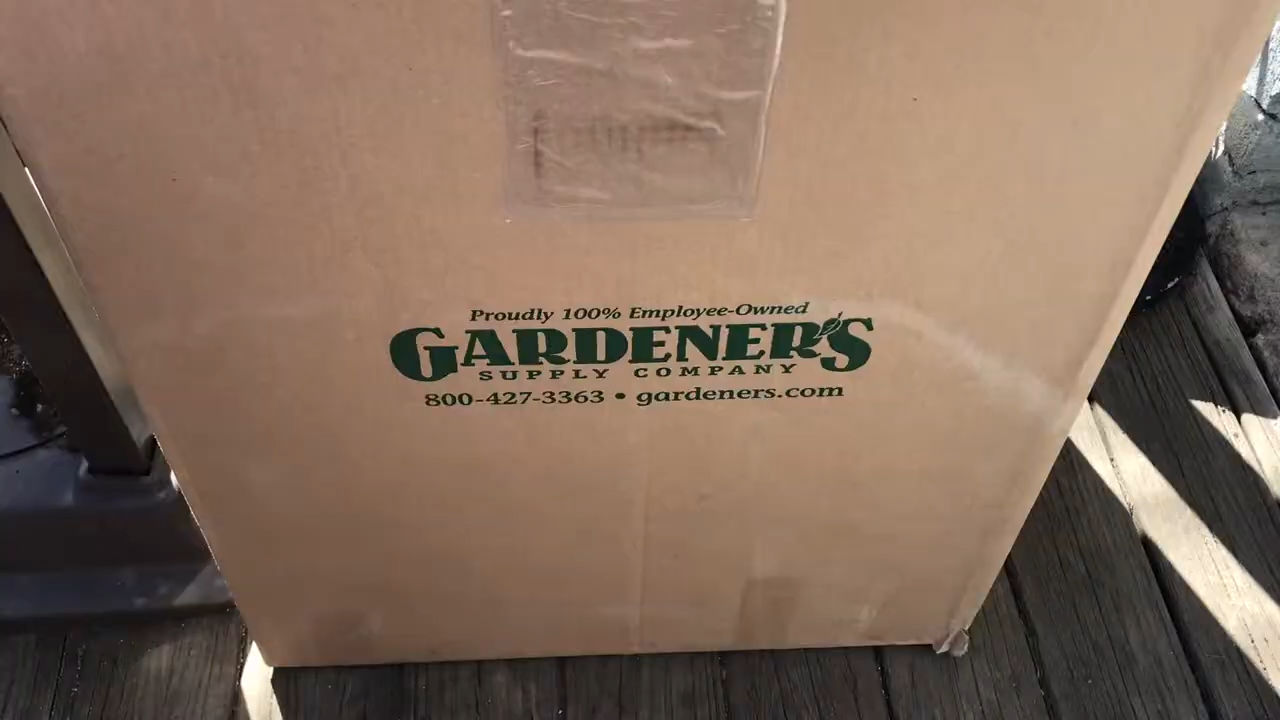 Proudly 100% Employee-Owned
GARDENER'S
SUPPLY COMPANY
800-427-3363 • gardeners.com